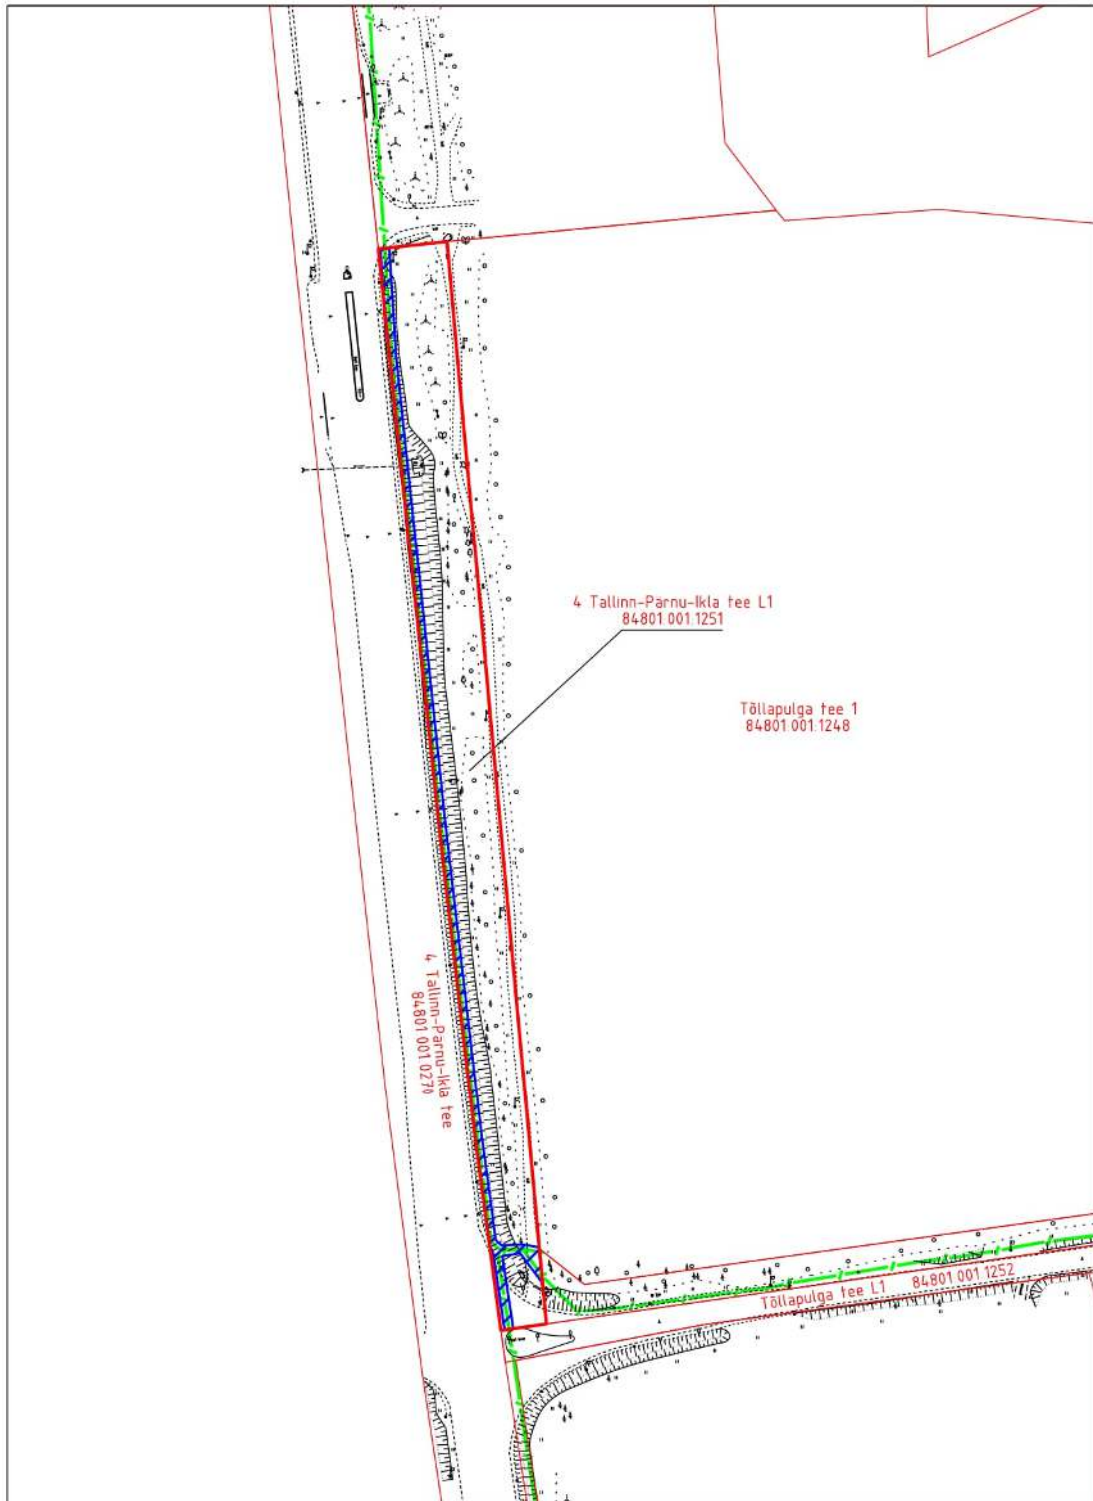 4 Tallinn-Pärnu-Ikla tee L1
84801:001:1251
Tõllapulga tee 1
84801:001:1248
4 Tallinn-Pärnu-Ikla tee
84801:001:0270
Tõllapulga tee L1 84801:001:1252